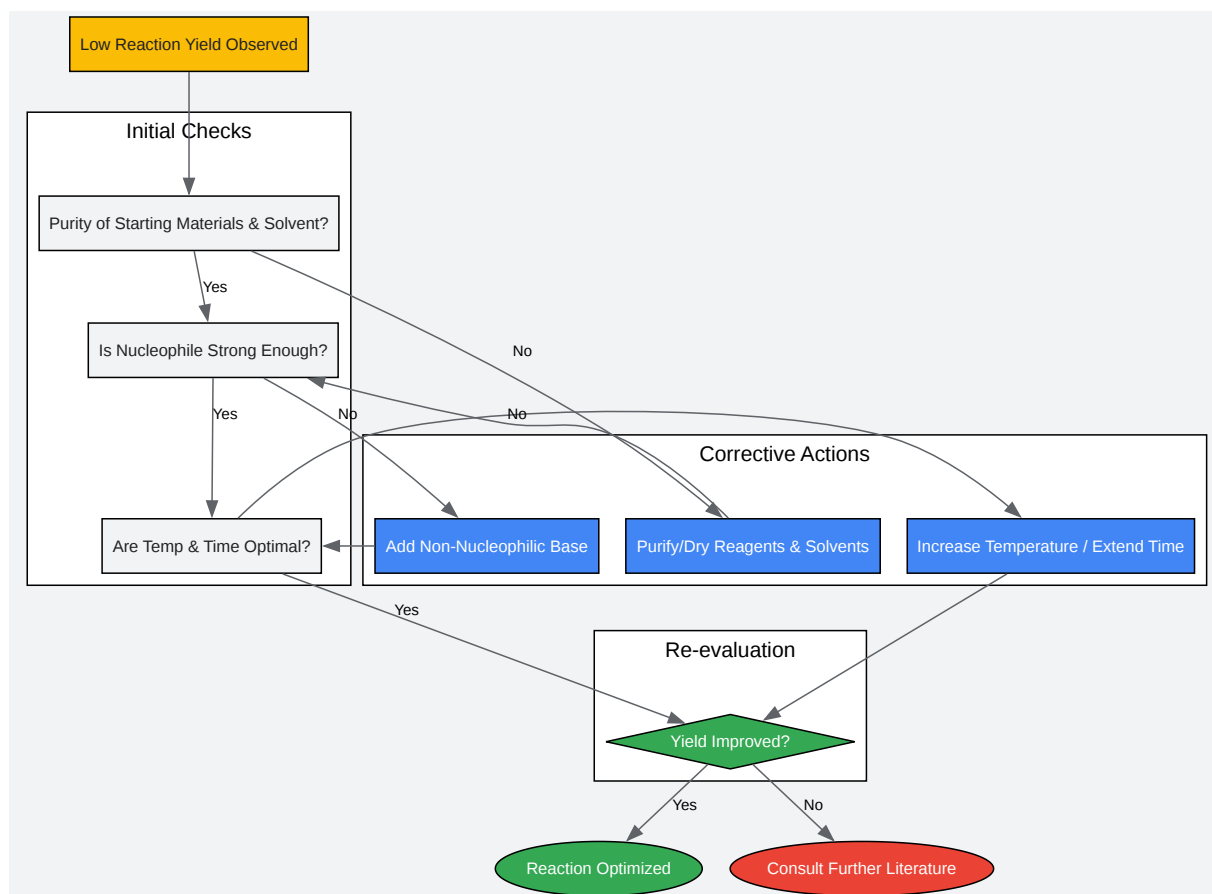 Low Reaction Yield Observed
Initial Checks
Purity of Starting Materials & Solvent?
Yes
Is Nucleophile Strong Enough?
No
Yes
No
No
Corrective Actions
Are Temp & Time Optimal?
Add Non-Nucleophilic Base
Purify/Dry Reagents & Solvents
Increase Temperature / Extend Time
Yes
Re-evaluation
Yield Improved?
Yes
No
Reaction Optimized
Consult Further Literature